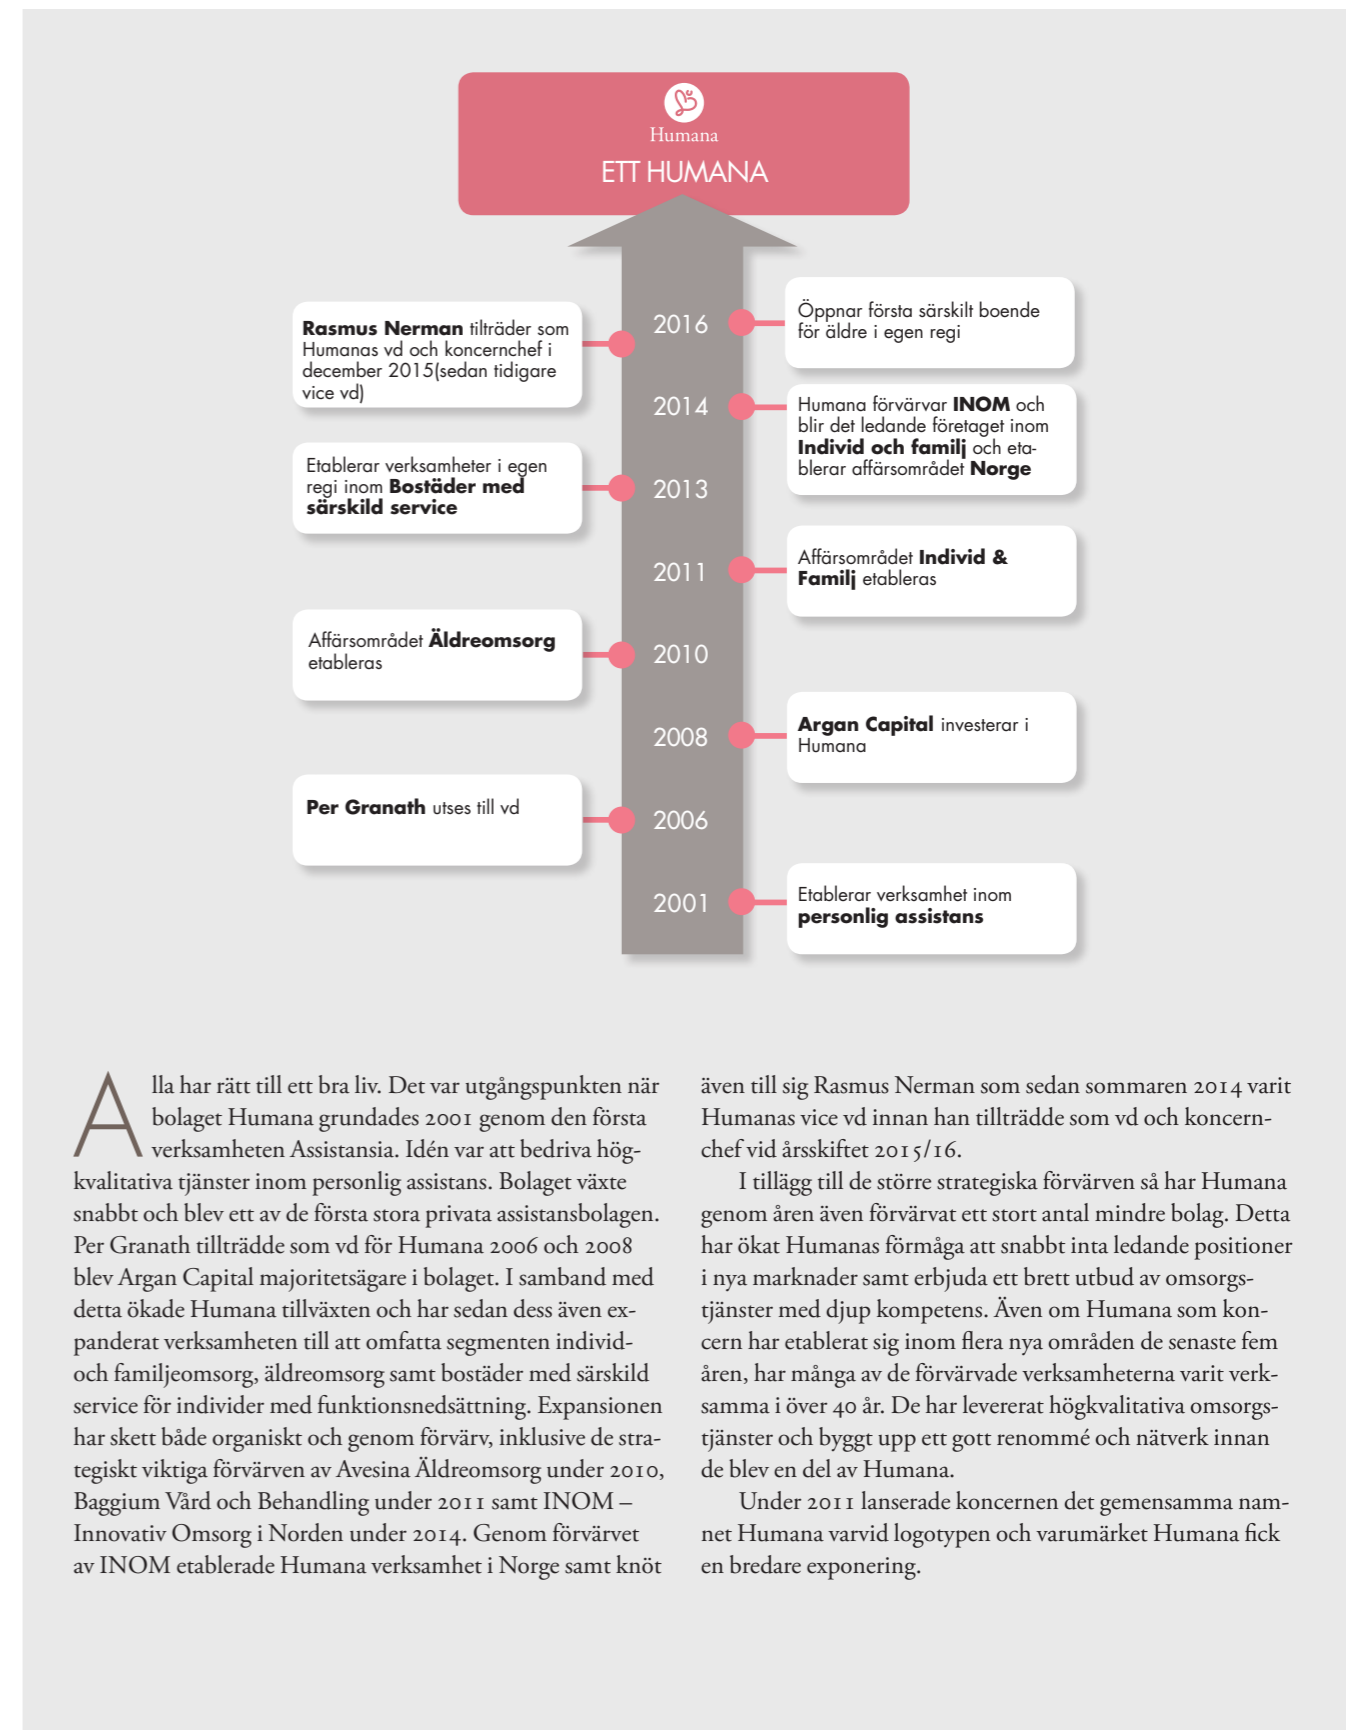 Humana
ETT HUMANA
2016
Öppnar första särskilt boende
för äldre i egen regi
Rasmus Nerman tilträder som
Humanas vd och koncernchef i
december 2015(sedan tidigare
vice vd)
2014
Humana förvärvar INOM och
blir det ledande företaget inom
Individ och familj och eta-
blerar affärsområdet Norge
Etablerar verksamheter i egen
regi inom Bostäder med
särskild service
2013
2011
Affärsområdet Individ &
Familj etableras
Affärsområdet Äldreomsorg
etableras
2010
2008
Argan Capital investerar i
Humana
Per Granath utses till vd
2006
2001
Etablerar verksamhet inom
personlig assistans
Alla har rätt till ett bra liv. Det var utgångspunkten när
bolaget Humana grundades 2001 genom den första
verksamheten Assistansia. Idén var att bedriva hög-
kvalitativa tjänster inom personlig assistans. Bolaget växte
snabbt och blev ett av de första stora privata assistansbolagen.
Per Granath tillträdde som vd för Humana 2006 och 2008
blev Argan Capital majoritetsägare i bolaget. I samband med
detta ökade Humana tillväxten och har sedan dess även ex-
panderat verksamheten till att omfatta segmenten individ-
och familjeomsorg, äldreomsorg samt bostäder med särskild
service för individer med funktionsnedsättning. Expansionen
har skett både organiskt och genom förvärv, inklusive de stra-
tegiskt viktiga förvärven av Avesina Äldreomsorg under 2010,
Baggium Vård och Behandling under 2011 samt INOM –
Innovativ Omsorg i Norden under 2014. Genom förvärvet
av INOM etablerade Humana verksamhet i Norge samt knöt
även till sig Rasmus Nerman som sedan sommaren 2014 varit
Humanas vice vd innan han tillträdde som vd och koncern-
chef vid årsskiftet 2015/16.
I tillägg till de större strategiska förvärven så har Humana
genom åren även förvärvat ett stort antal mindre bolag. Detta
har ökat Humanas förmåga att snabbt inta ledande positioner
i nya marknader samt erbjuda ett brett utbud av omsorgs-
tjänster med djup kompetens. Även om Humana som kon-
cern har etablerat sig inom flera nya områden de senaste fem
åren, har många av de förvärvade verksamheterna varit verk-
samma i över 40 år. De har levererat högkvalitativa omsorgs-
tjänster och byggt upp ett gott renommé och nätverk innan
de blev en del av Humana.
Under 2011 lanserade koncernen det gemensamma nam-
net Humana varvid logotypen och varumärket Humana fick
en bredare exponering.